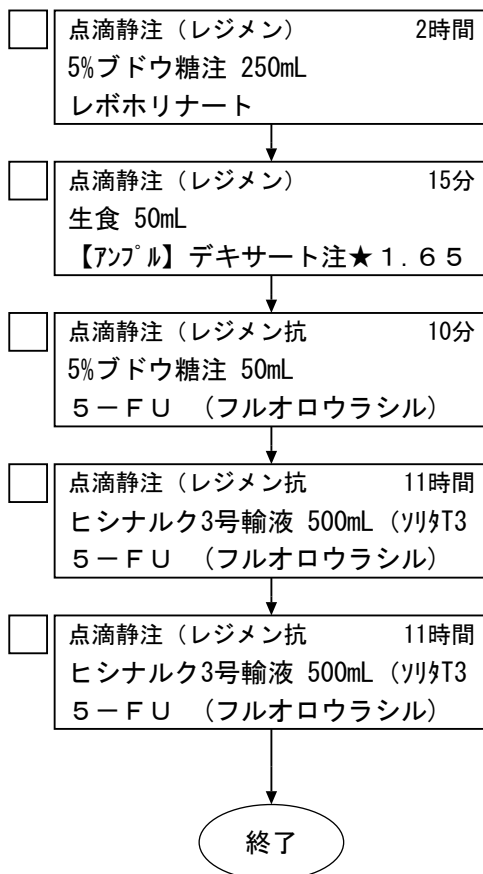 点滴静注（レジメン） 2時間
5%ブドウ糖注 250mL
レボホリナート
点滴静注（レジメン） 15分
生食 50mL
【ｱﾝﾌﾟﾙ】デキサート注★１.６５
点滴静注（レジメン抗 10分
5%ブドウ糖注 50mL
５－ＦＵ （フルオロウラシル）
点滴静注（レジメン抗 11時間
ヒシナルク3号輸液 500mL（ｿﾘﾀT3
５－ＦＵ （フルオロウラシル）
点滴静注（レジメン抗 11時間
ヒシナルク3号輸液 500mL（ｿﾘﾀT3
５－ＦＵ （フルオロウラシル）
終了